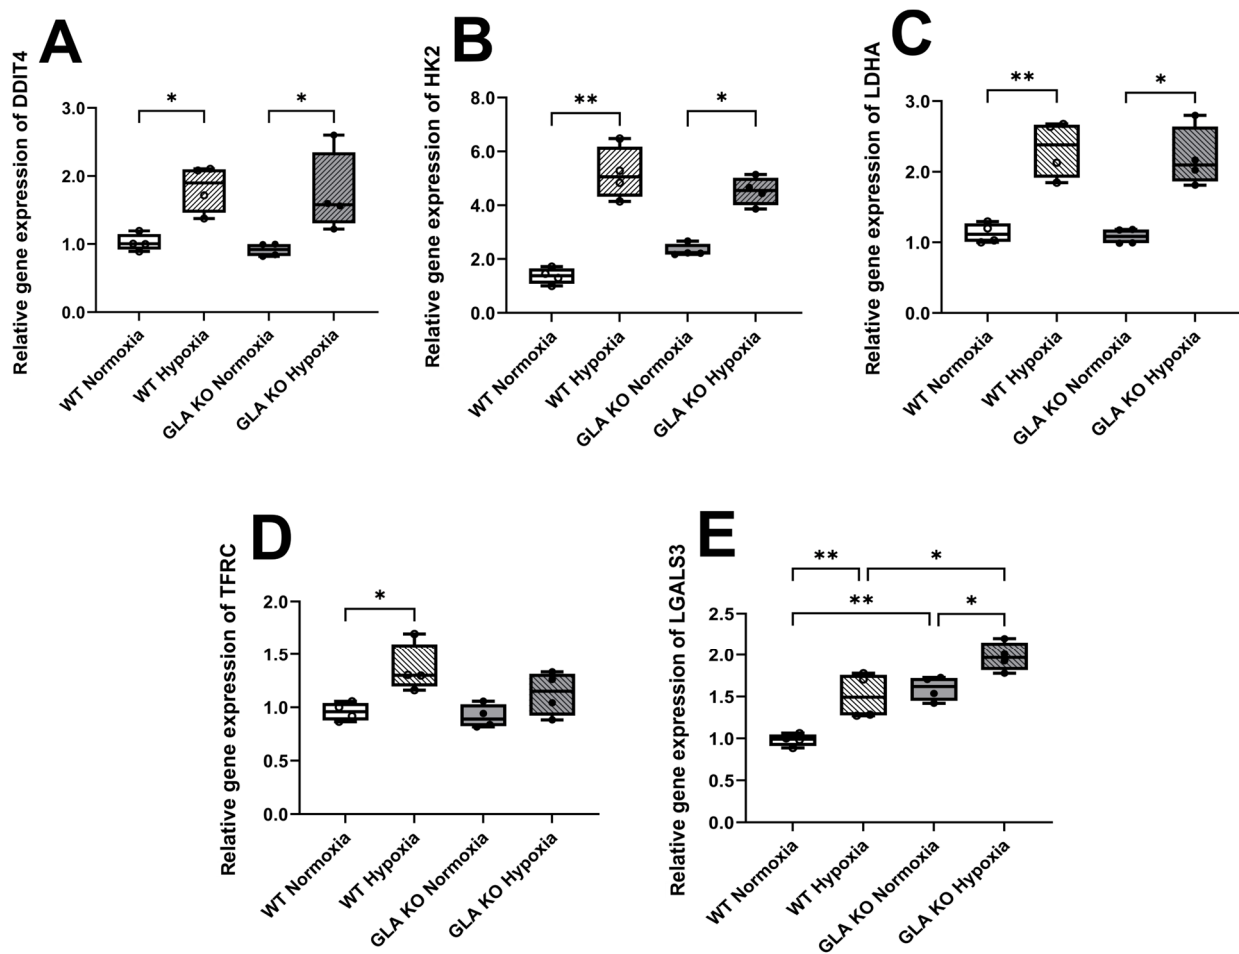 A
Relative gene expression of DDIT4
3.0
2.0
1.0
0.0
*
*
WT Normoxia
WT Hypoxia
GLA KO Normoxia
GLA KO Hypoxia
B
Relative gene expression of HK2
8.0
6.0
4.0
2.0
0.0
**
*
WT Normoxia
WT Hypoxia
GLA KO Normoxia
GLA KO Hypoxia
C
Relative gene expression of LDHA
3.0
2.0
1.0
0.0
**
*
WT Normoxia
WT Hypoxia
GLA KO Normoxia
GLA KO Hypoxia
D
Relative gene expression of TFRC
2.0
1.5
1.0
0.5
0.0
*
WT Normoxia
WT Hypoxia
GLA KO Normoxia
GLA KO Hypoxia
E
Relative gene expression of LGALS3
2.5
2.0
1.5
1.0
0.5
0.0
**
*
**
*
WT Normoxia
WT Hypoxia
GLA KO Normoxia
GLA KO Hypoxia